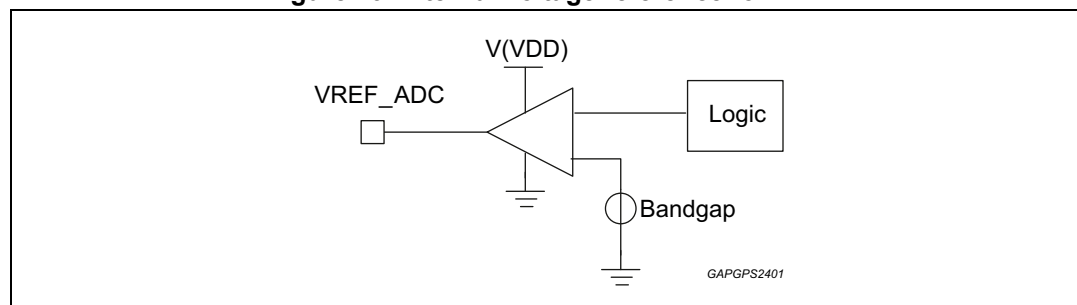 V(VDD)
VREF_ADC
Logic
Bandgap
GAPGPS2401